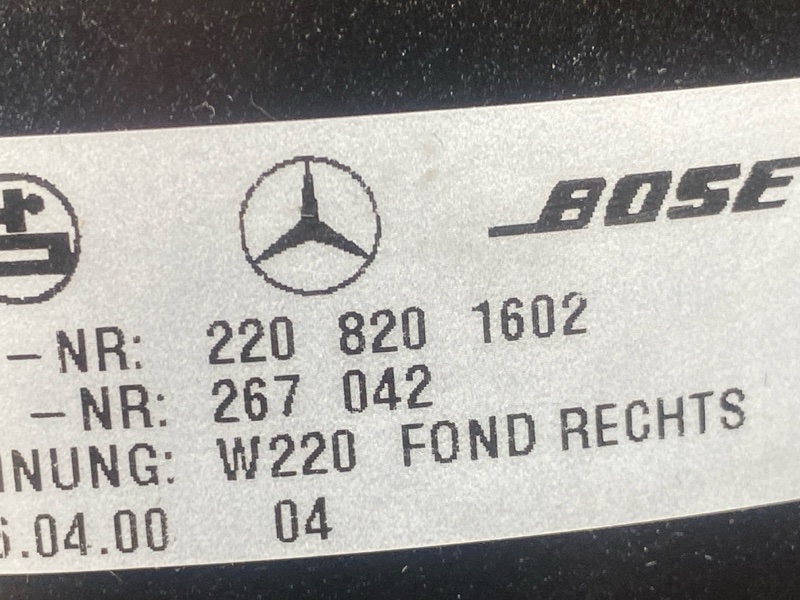 BOSE
-NR: 220 820 1602
-NR: 267 042
NUNG: W220 FOND RECHTS
.04.00 04